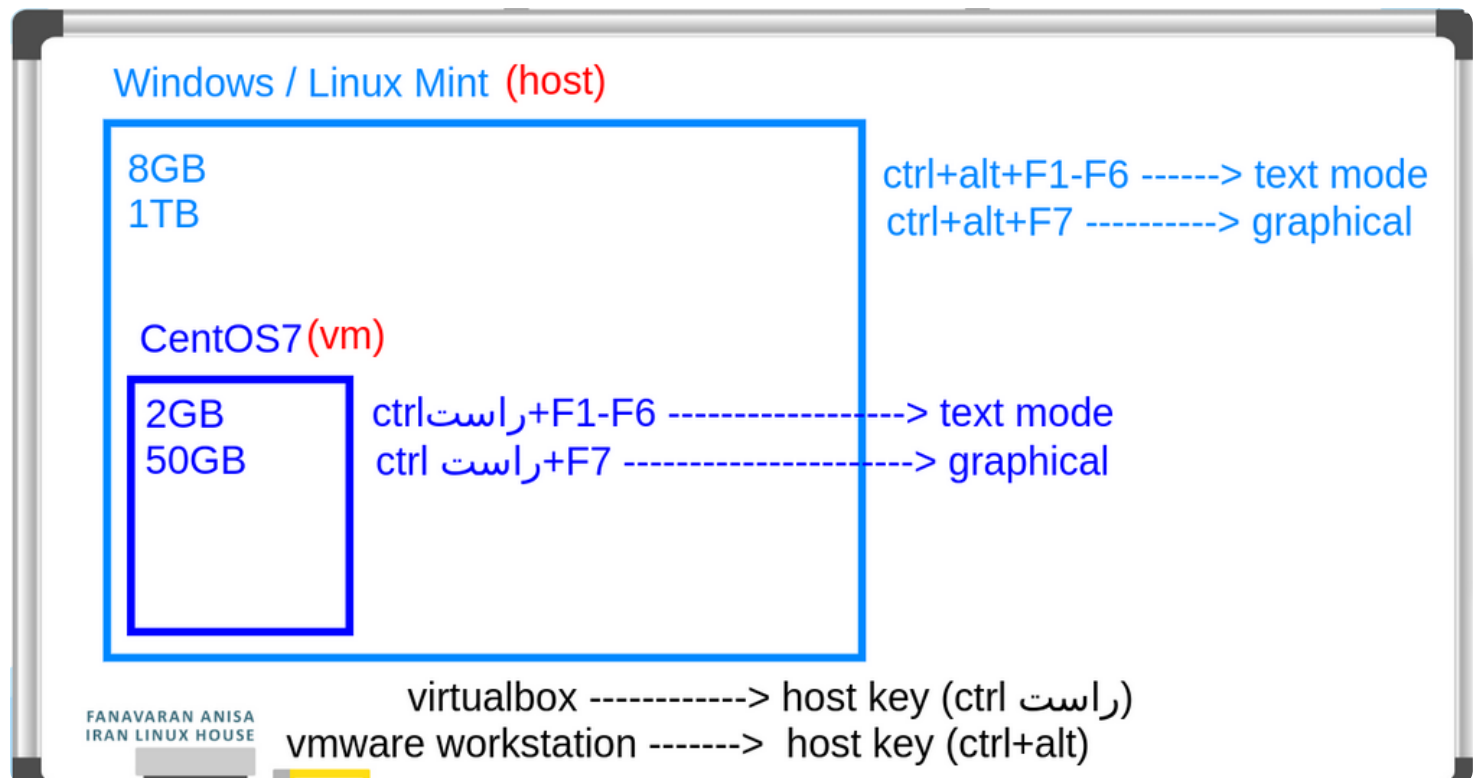 Windows / Linux Mint (host)
8GB
1TB
ctrl+alt+F1-F6 ------> text mode
ctrl+alt+F7 ----------> graphical
CentOS7(vm)
2GB
50GB
ctrlراست+F1-F6 ------------------> text mode
ctrl راست+F7 ----------------------> graphical
virtualbox ------------> host key (ctrl راست)
vmware workstation -------> host key (ctrl+alt)
FANAVARAN ANISA
IRAN LINUX HOUSE